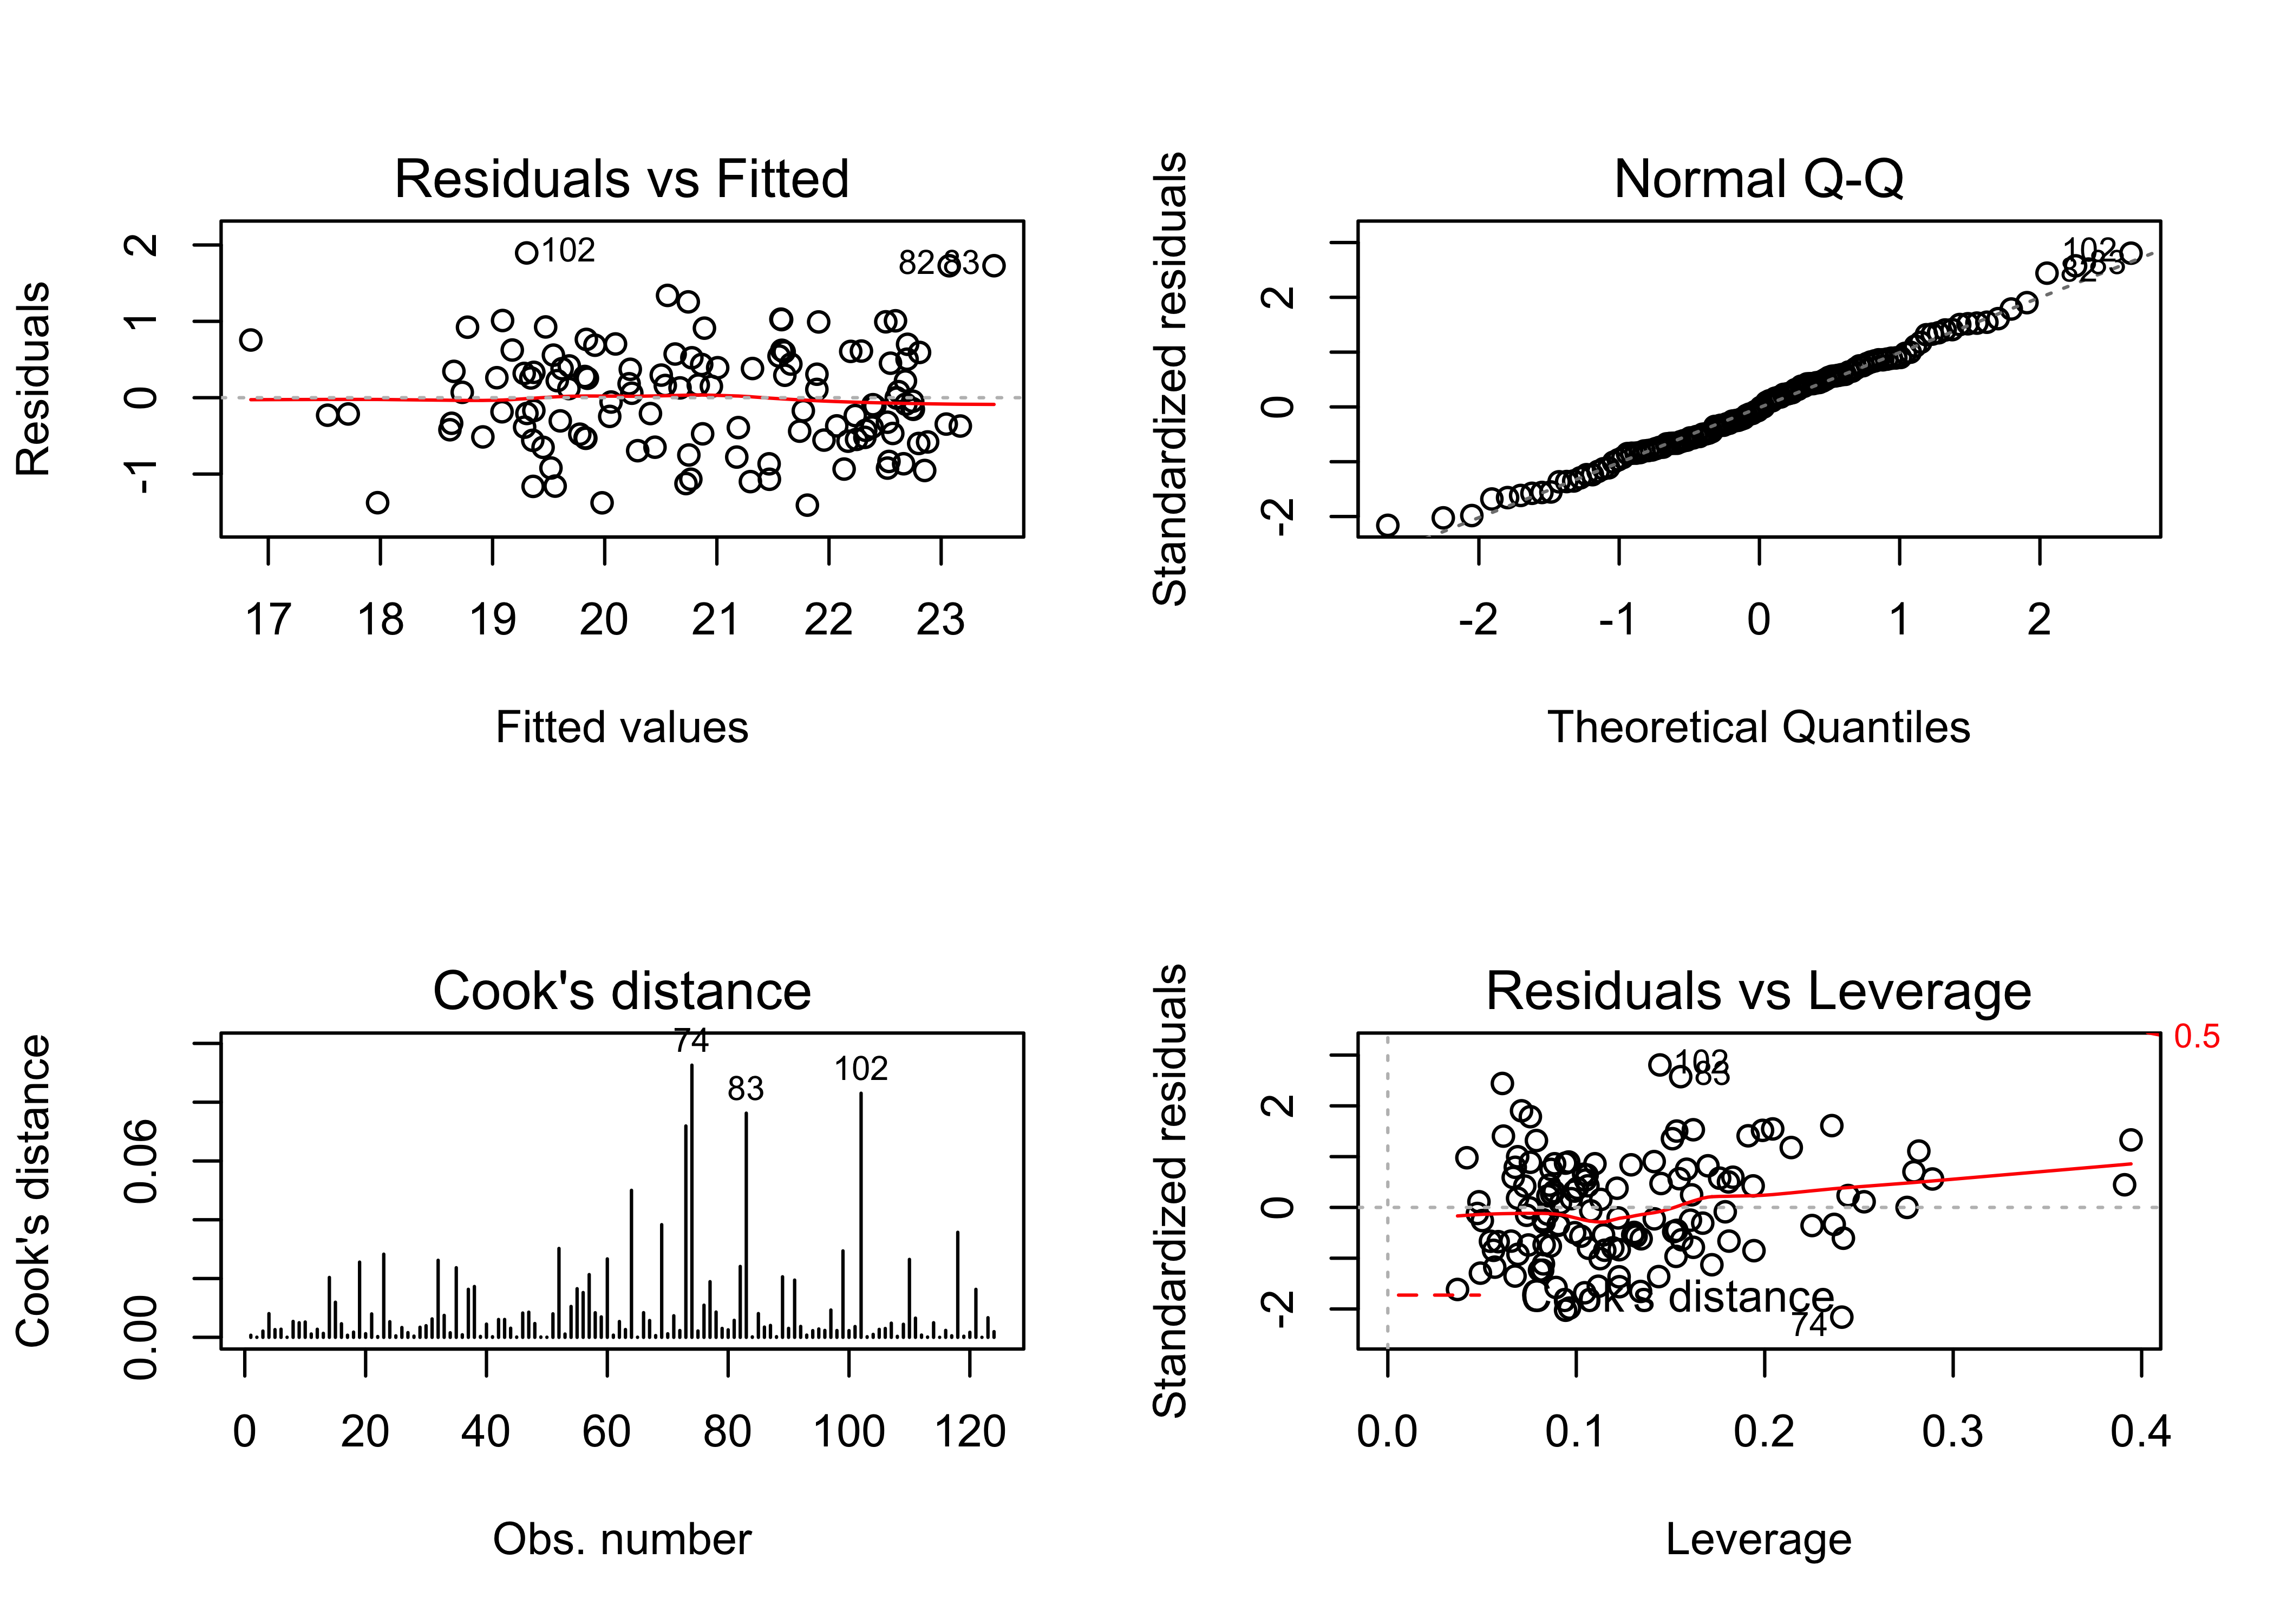 Residuals vs Fitted
Residuals
2
1
0
-1
102
82 83
17 18 19 20 21 22 23
Fitted values
Normal Q-Q
Standardized residuals
2
0
-2
102
82 83
-2 -1 0 1 2
Theoretical Quantiles
Cook's distance
Cook's distance
0.06
0.00
74
83
102
0 20 40 60 80 100 120
Obs. number
Residuals vs Leverage
Standardized residuals
2
0
-2
0.5
102
83
Cook's distance
74
0.0 0.1 0.2 0.3 0.4
Leverage